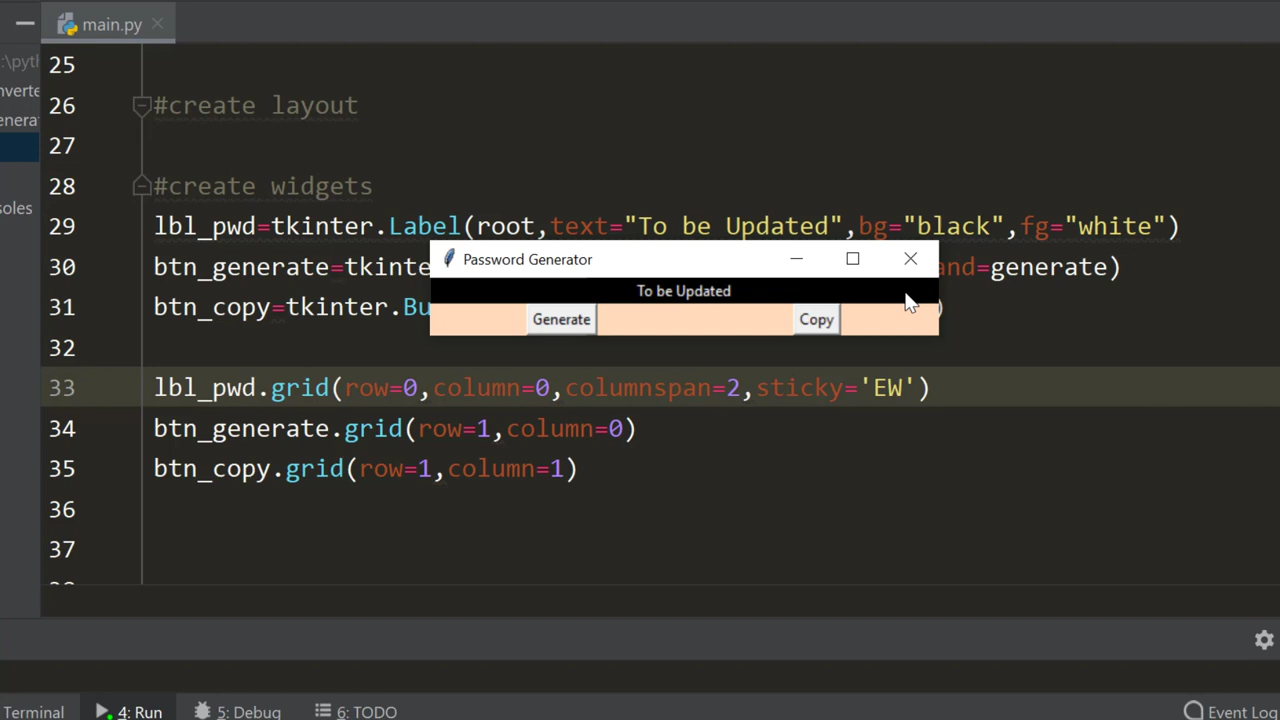 main.py
:\pyth
25
nverte
26 #create layout
enerat
27
28 #create widgets
soles
29 lbl_pwd=tkinter.Label(root,text="To be Updated",bg="black",fg="white")
30 btn_generate=tkinte
and=generate)
31 btn_copy=tkinter.Bu
)
Password Generator
To be Updated
Generate Copy
32
33 lbl_pwd.grid(row=0,column=0,columnspan=2,sticky='EW')
34 btn_generate.grid(row=1,column=0)
35 btn_copy.grid(row=1,column=1)
36
37
Terminal 4: Run 5: Debug 6: TODO Event Log